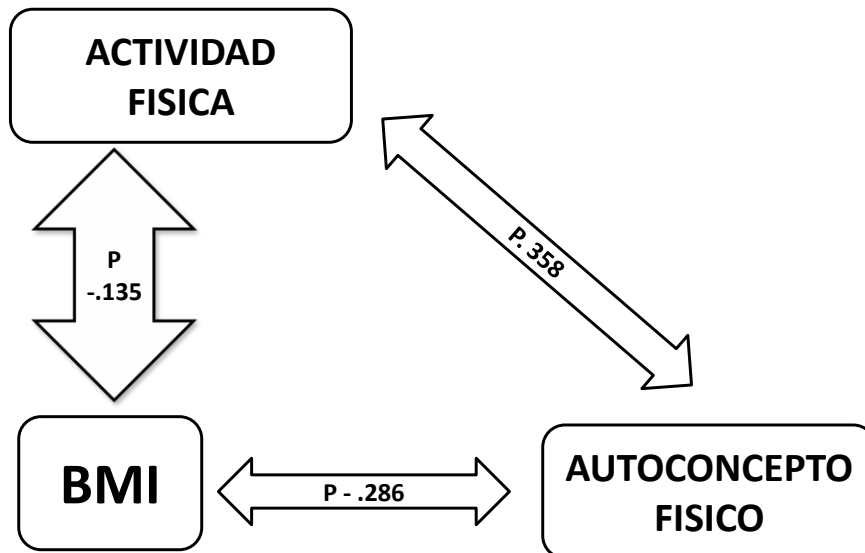 ACTIVIDAD
FISICA
P
-.135
P. 358
BMI
P - .286
AUTOCONCEPTO
FISICO